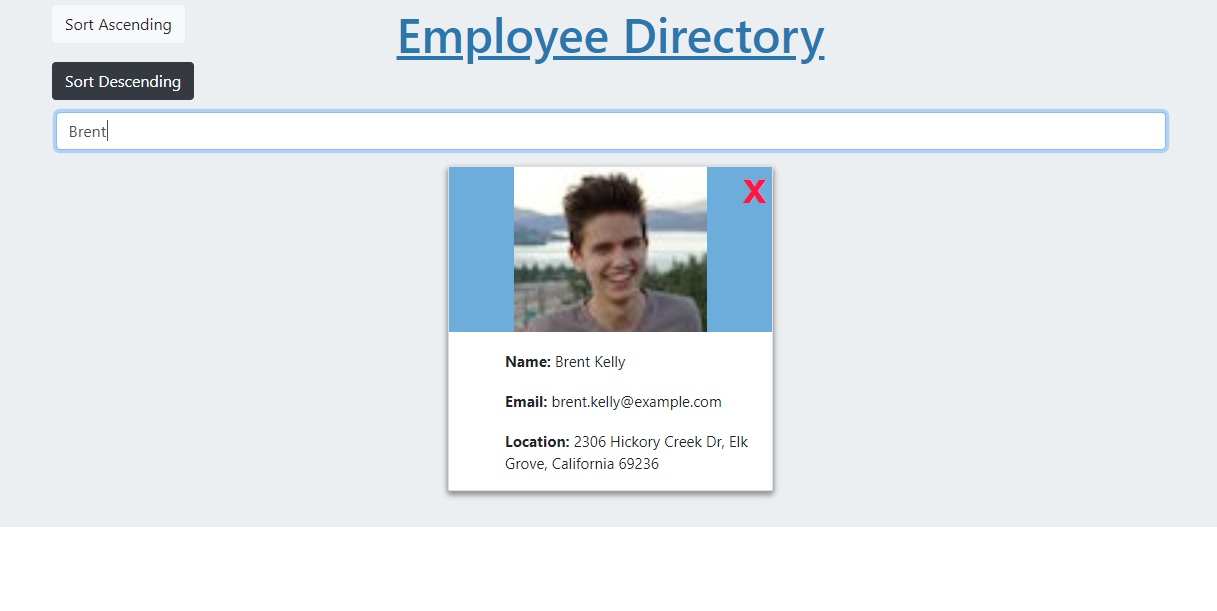 Sort Ascending
Employee Directory
Sort Descending
Brent
X
Name: Brent Kelly
Email: brent.kelly@example.com
Location: 2306 Hickory Creek Dr, Elk
Grove, California 69236